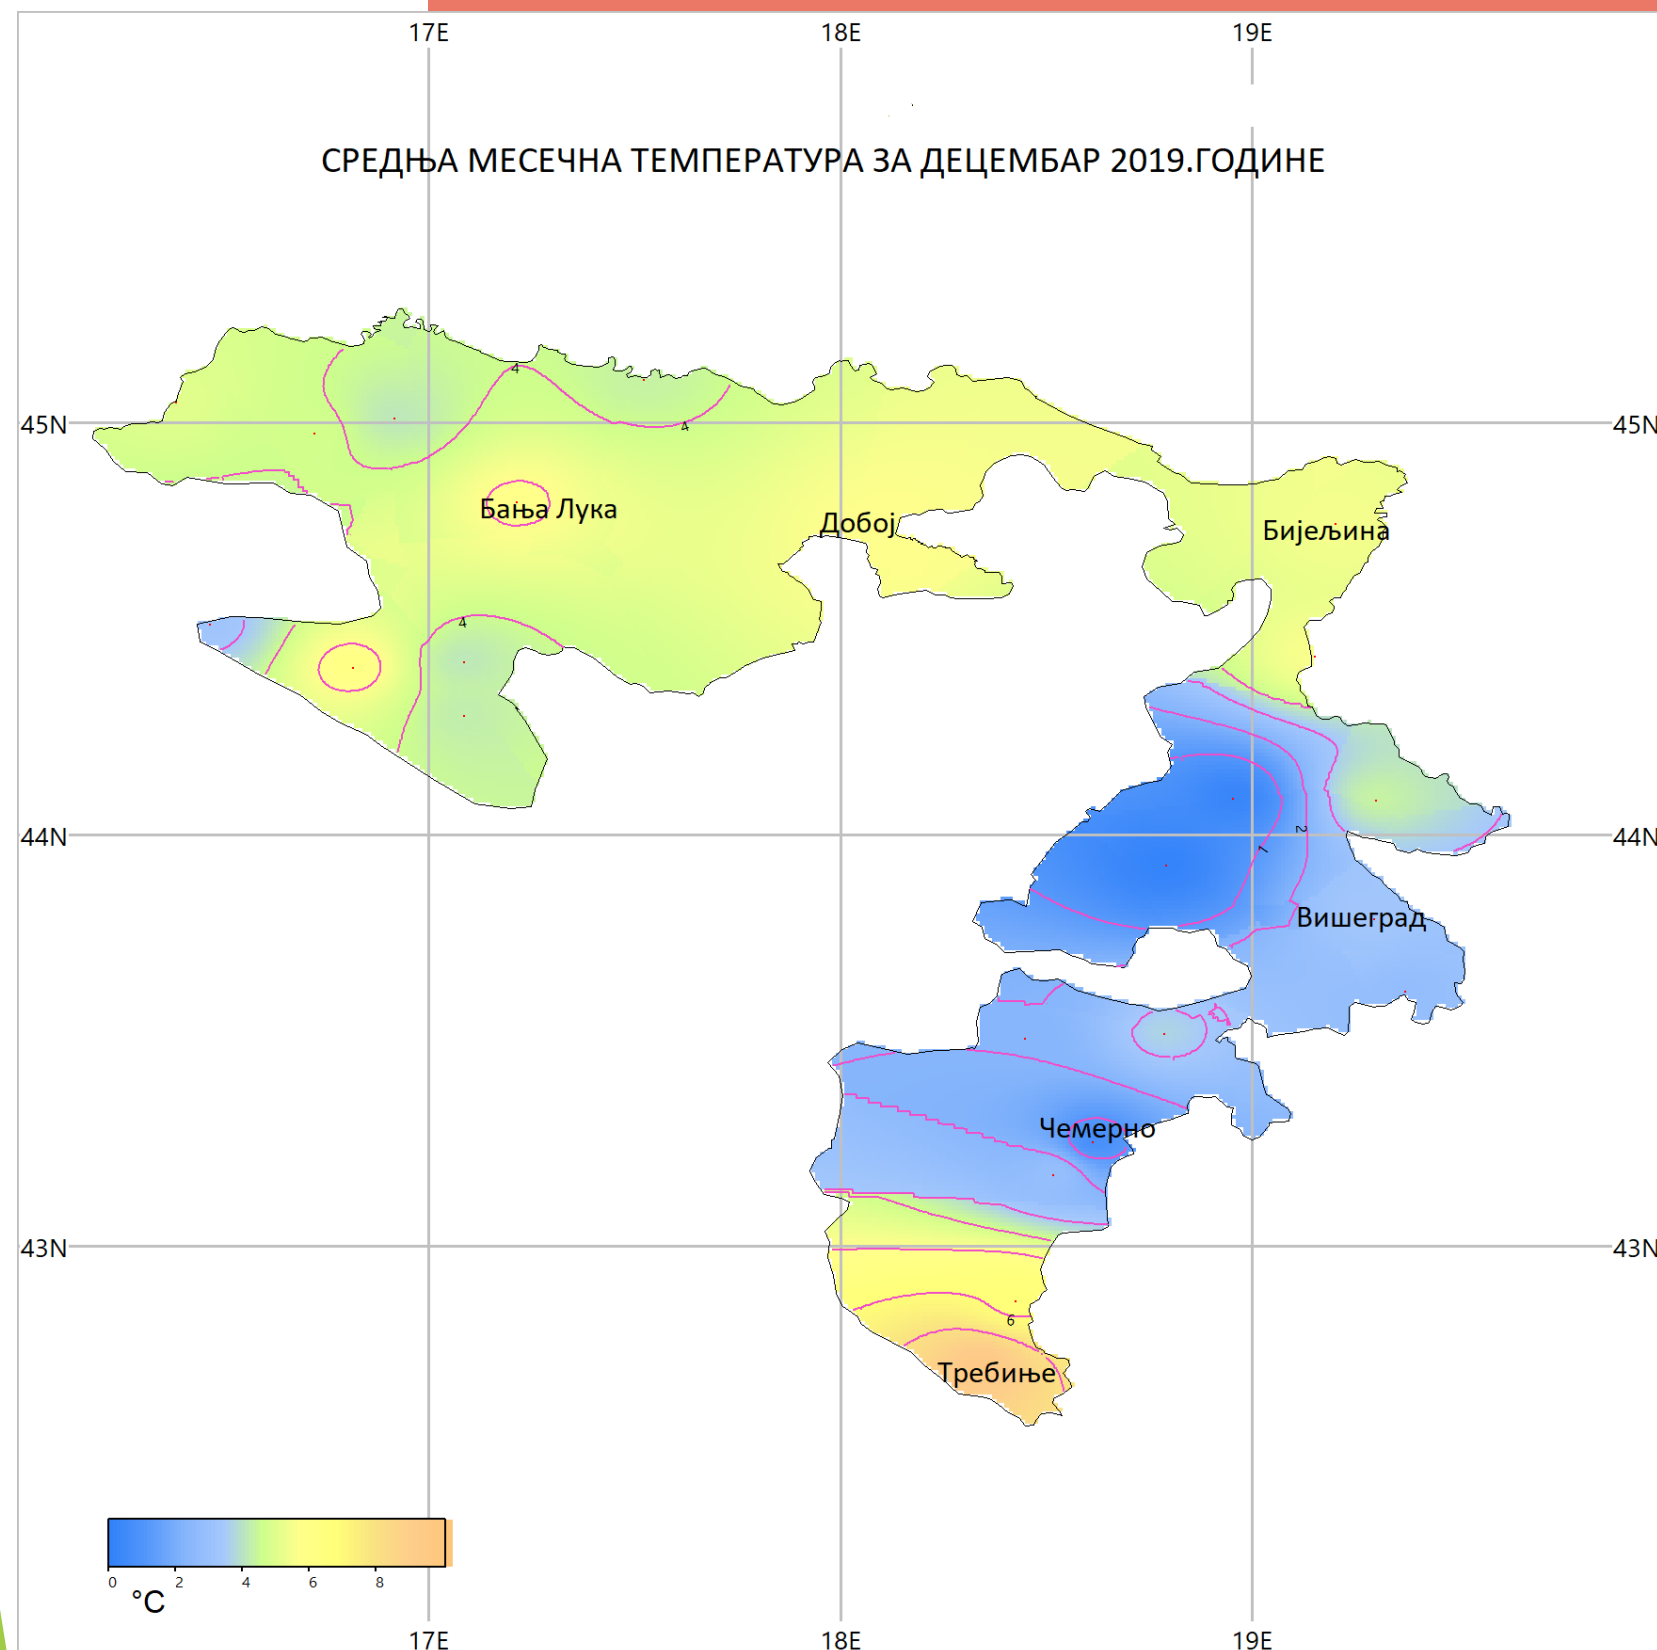 17E 18E 19E
СРЕДЊА МЕСЕЧНА ТЕМПЕРАТУРА ЗА ДЕЦЕМБАР 2019.ГОДИНЕ
4
45N 45N
4
Бања Лука
Добој
Бијељина
4
2
44N 44N
1
Вишеград
Чемерно
43N 43N
6
Требиње
0 2 4 6 8
°C
17E 18E 19E